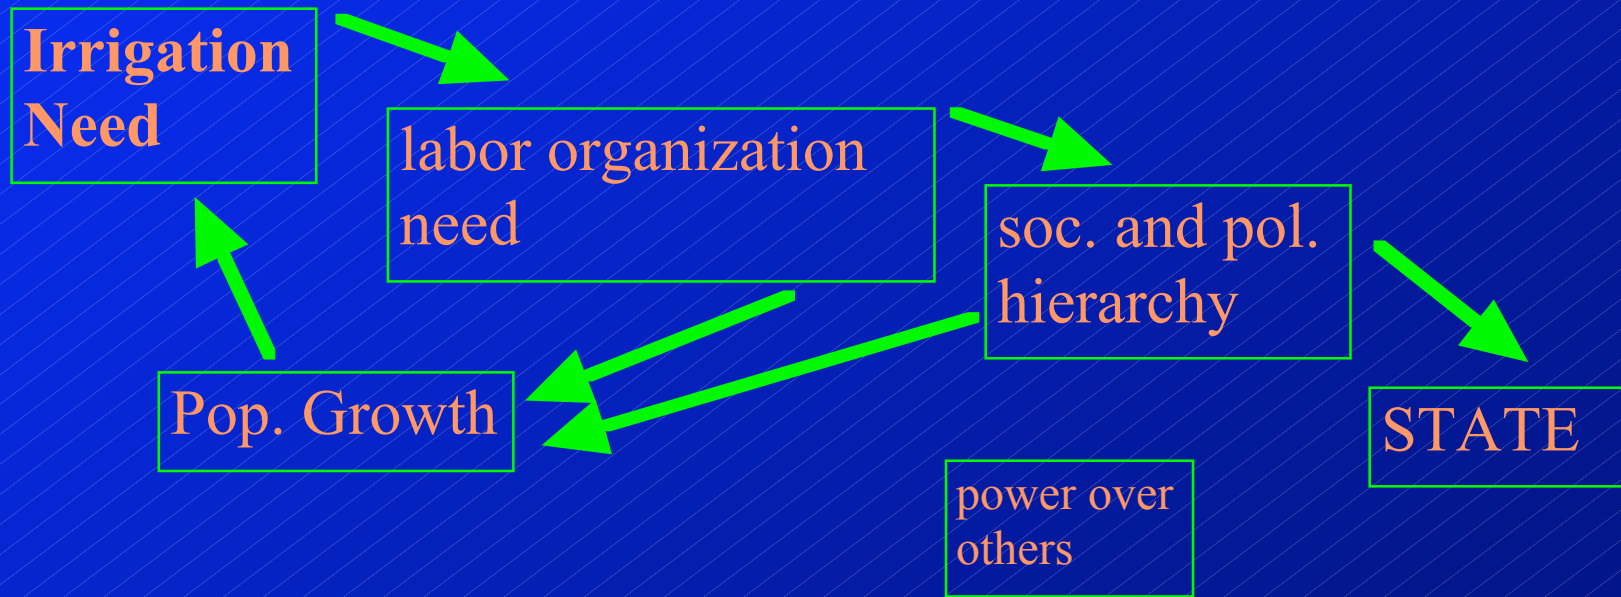 Irrigation
Need
labor organization
need
soc. and pol.
hierarchy
Pop. Growth
STATE
power over
others